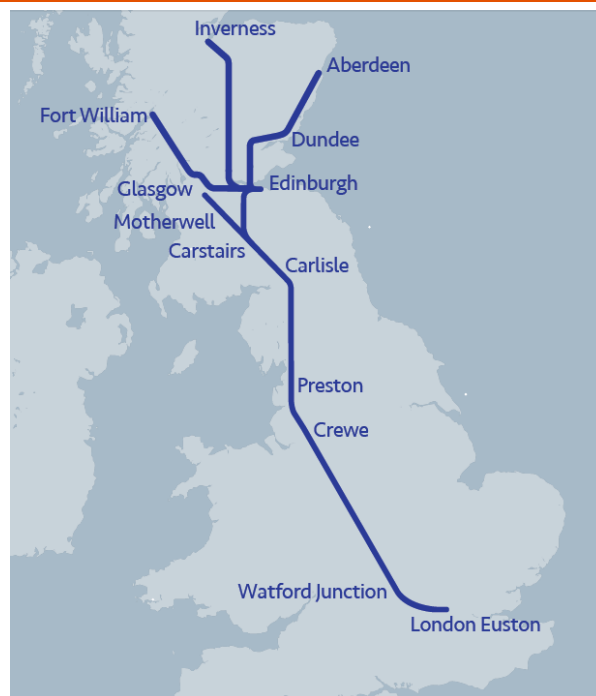 Inverness
Aberdeen
Fort William
Dundee
Edinburgh
Glasgow
Motherwell
Carstairs
Carlisle
Preston
Crewe
Watford Junction
London Euston